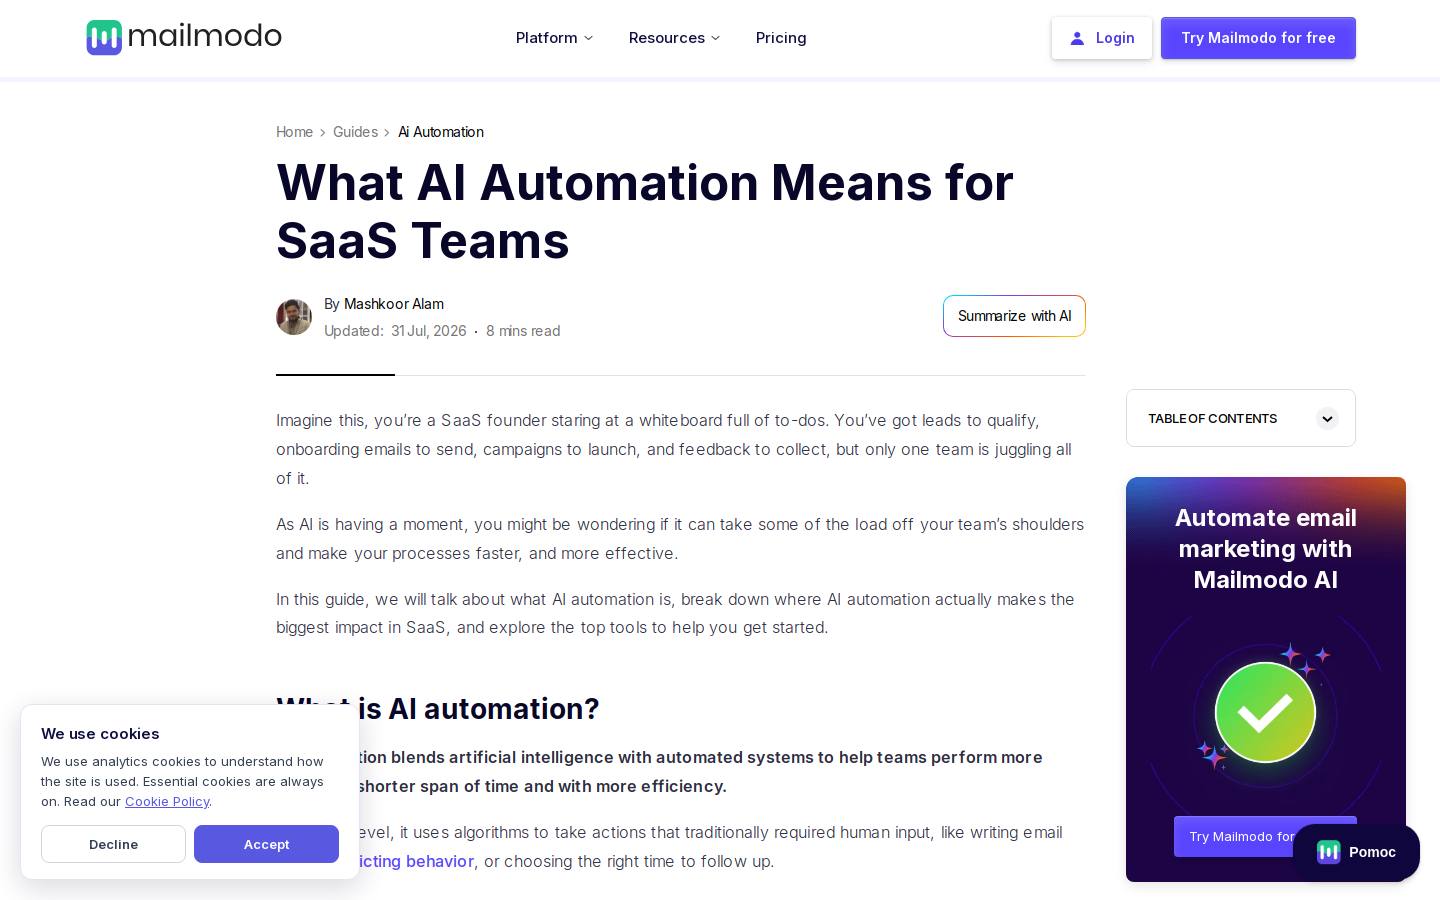 mailmodo
Platform
Resources
Pricing
Login
Try Mailmodo for free
Home
Guides
Ai Automation
What AI Automation Means for
SaaS Teams
By Mashkoor Alam
Updated: 31 Jul, 2026 · 8 mins read
Summarize with AI
Imagine this, you’re a SaaS founder staring at a whiteboard full of to-dos. You’ve got leads to qualify,
onboarding emails to send, campaigns to launch, and feedback to collect, but only one team is juggling all
of it.
As AI is having a moment, you might be wondering if it can take some of the load off your team’s shoulders
and make your processes faster, and more effective.
In this guide, we will talk about what AI automation is, break down where AI automation actually makes the
biggest impact in SaaS, and explore the top tools to help you get started.
What is AI automation?
tion blends artificial intelligence with automated systems to help teams perform more
shorter span of time and with more efficiency.
evel, it uses algorithms to take actions that traditionally required human input, like writing email
icting behavior, or choosing the right time to follow up.
TABLE OF CONTENTS
Automate email
marketing with
Mailmodo AI
Try Mailmodo for
Pomoc
We use cookies
We use analytics cookies to understand how
the site is used. Essential cookies are always
on. Read our Cookie Policy.
Decline
Accept